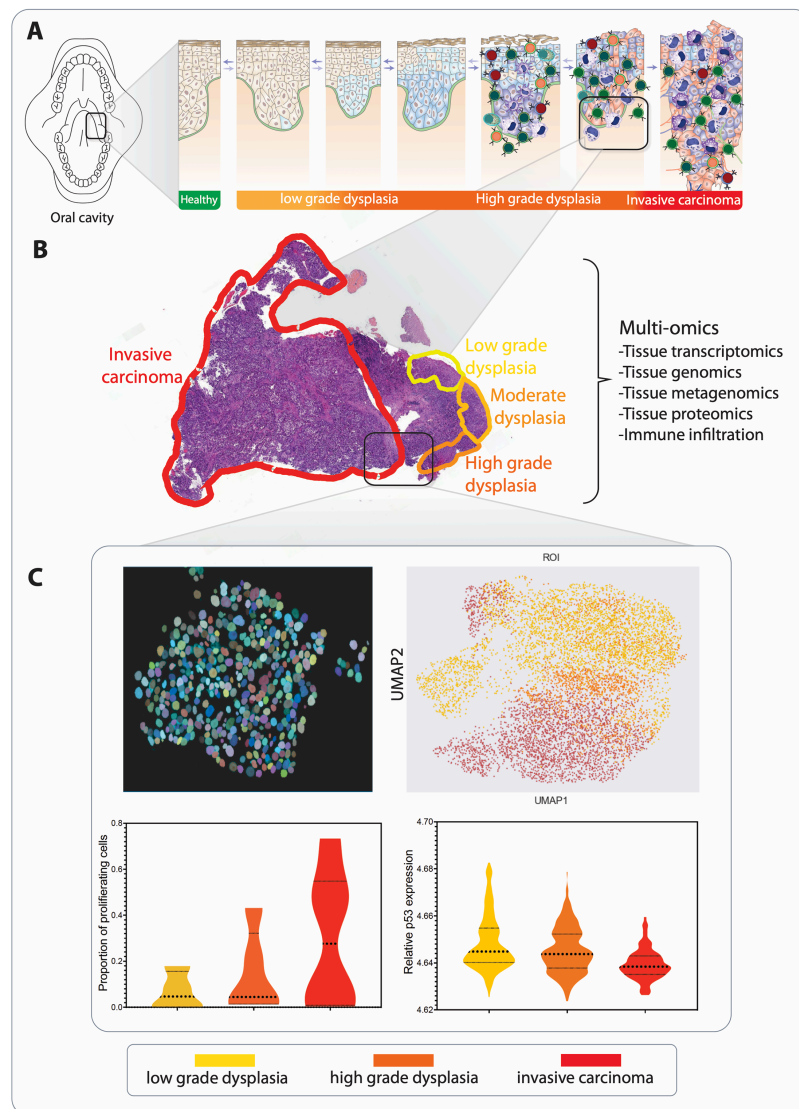 A
Oral cavity
Healthy
low grade dysplasia
High grade dysplasia
Invasive carcinoma
B
Invasive
carcinoma
Low grade
dysplasia
Moderate
dysplasia
High grade
dysplasia
Multi-omics
-Tissue transcriptomics
-Tissue genomics
-Tissue metagenomics
-Tissue proteomics
-Immune infiltration
C
ROI
UMAP2
UMAP1
Proportion of prolifierating cells
0.8
0.6
0.4
0.2
0.0
Relative p53 expression
4.70
4.68
4.66
4.64
4.62
low grade dysplasia
high grade dysplasia
invasive carcinoma